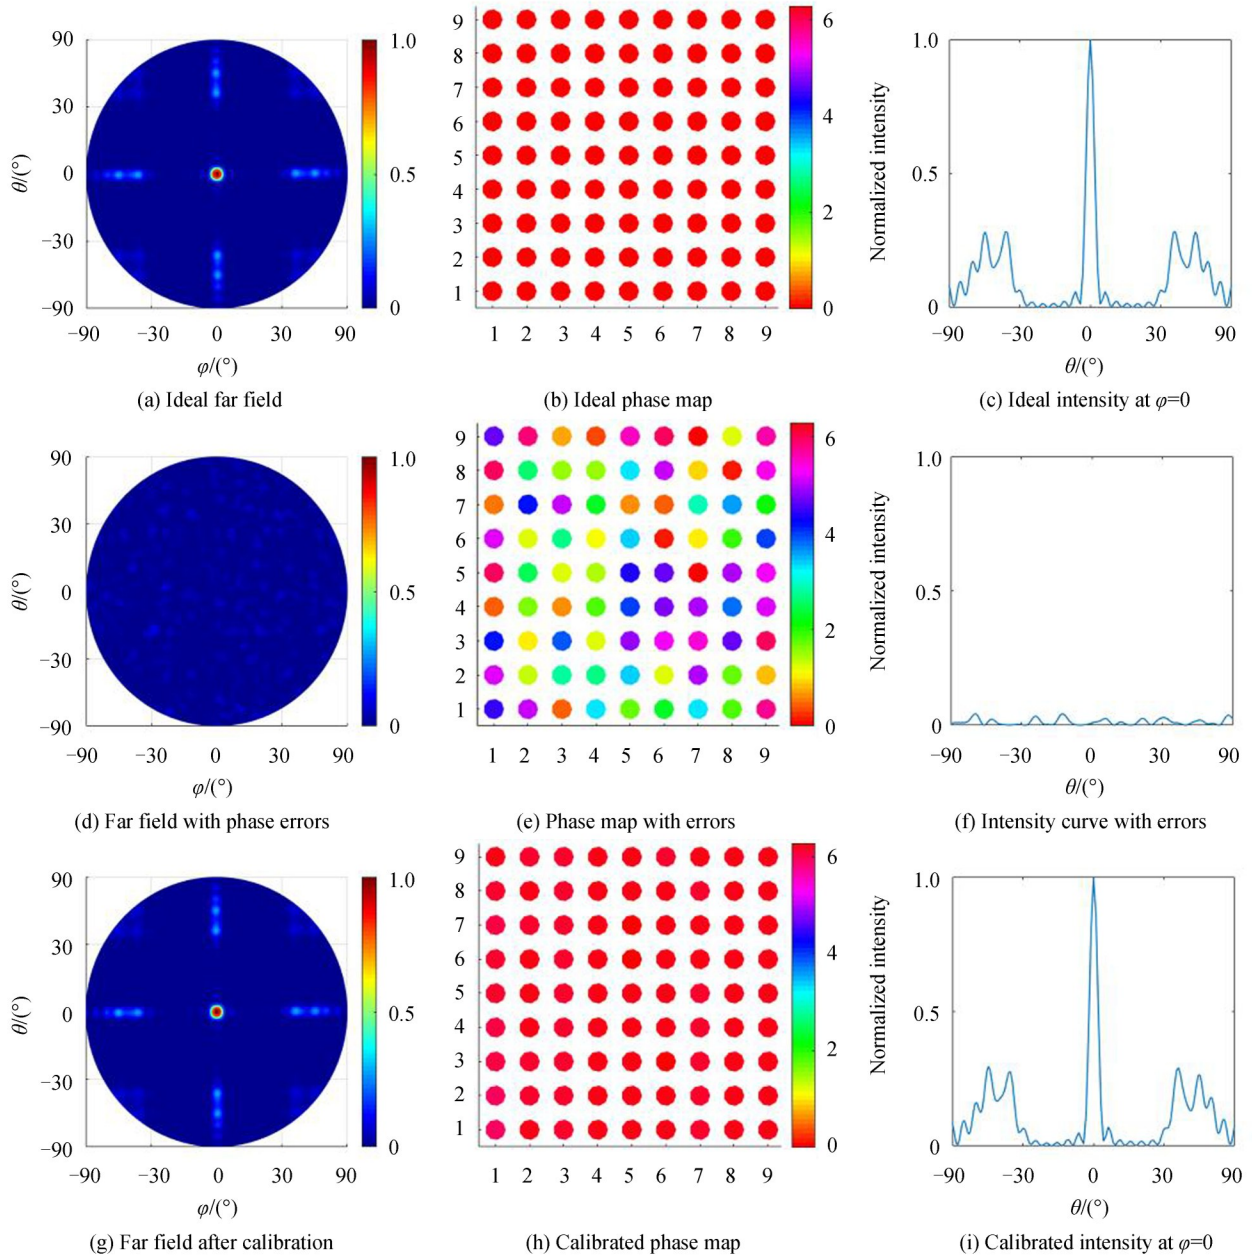 90
30
0
−30
−90
θ/(°)
−90 −30 0 30 90
φ/(°)
1.0
0.5
0
(a) Ideal far field
9
8
7
6
5
4
3
2
1
1 2 3 4 5 6 7 8 9
6
4
2
0
(b) Ideal phase map
Normalized intensity
1.0
0.5
0
−90 −30 0 30 90
θ/(°)
(c) Ideal intensity at φ=0
90
30
0
−30
−90
θ/(°)
−90 −30 0 30 90
φ/(°)
1.0
0.5
0
(d) Far field with phase errors
9
8
7
6
5
4
3
2
1
1 2 3 4 5 6 7 8 9
6
4
2
0
(e) Phase map with errors
Normalized intensity
1.0
0.5
0
−90 −30 0 30 90
θ/(°)
(f) Intensity curve with errors
90
30
0
−30
−90
θ/(°)
−90 −30 0 30 90
φ/(°)
1.0
0.5
0
(g) Far field after calibration
9
8
7
6
5
4
3
2
1
1 2 3 4 5 6 7 8 9
6
4
2
0
(h) Calibrated phase map
Normalized intensity
1.0
0.5
0
−90 −30 0 30 90
θ/(°)
(i) Calibrated intensity at φ=0